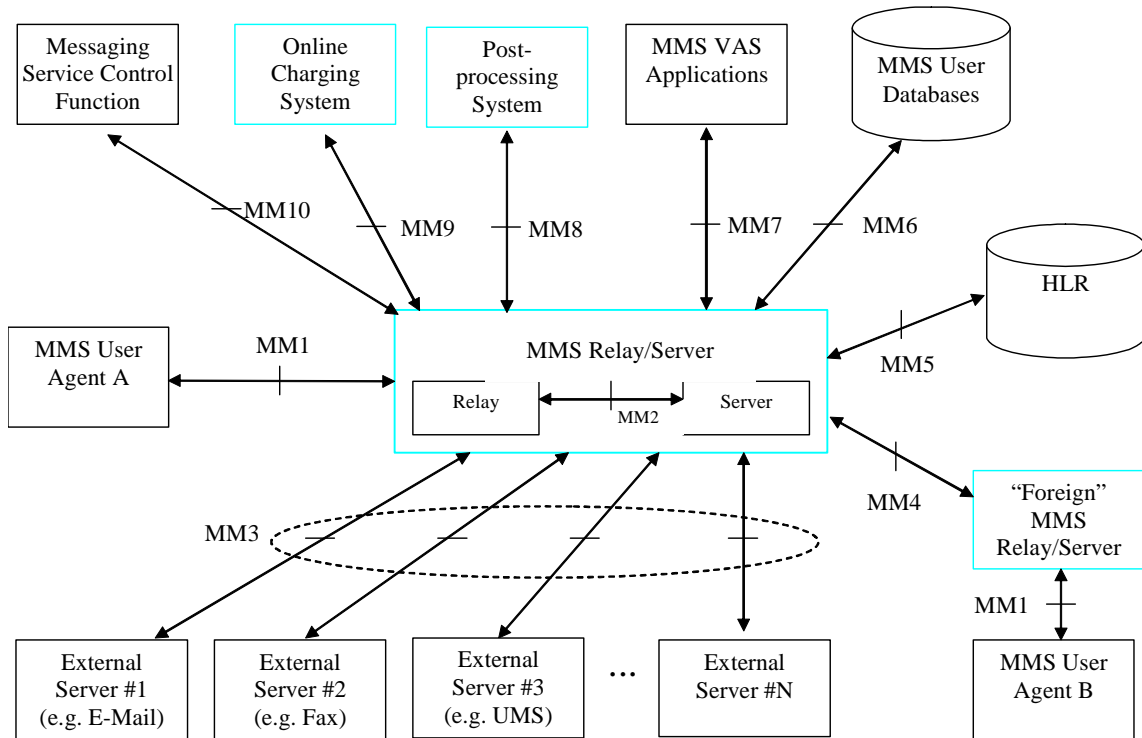 Messaging
Service Control
Function
Online
Charging
System
Post-
processing
System
MMS VAS
Applications
MMS User
Databases
MM10
MM9
MM8
MM7
MM6
HLR
MMS User
Agent A
MM1
MMS Relay/Server
MM5
Relay
MM2
Server
MM4
“Foreign”
MMS
Relay/Server
MM3
MM1
External
Server #1
(e.g. E-Mail)
External
Server #2
(e.g. Fax)
External
Server #3
(e.g. UMS)
...
External
Server #N
MMS User
Agent B